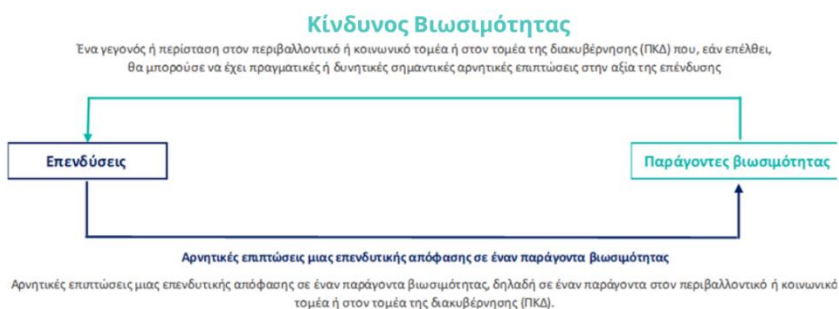 Κίνδυνος Βιωσιμότητας
Ένα γεγονός ή περίσταση στον περιβαλλοντικό ή κοινωνικό τομέα ή στον τομέα της διακυβέρνησης (ΠΚΔ) που, εάν επέλθει,
θα μπορούσε να έχει πραγματικές ή δυνητικές σημαντικές αρνητικές επιπτώσεις στην αξία της επένδυσης
Επενδύσεις
Παράγοντες βιωσιμότητας
Αρνητικές επιπτώσεις μιας επενδυτικής απόφασης σε έναν παράγοντα βιωσιμότητας
Αρνητικές επιπτώσεις μιας επενδυτικής απόφασης σε έναν παράγοντα βιωσιμότητας, δηλαδή σε έναν παράγοντα στον περιβαλλοντικό ή κοινωνικό
τομέα ή στον τομέα της διακυβέρνησης (ΠΚΔ).